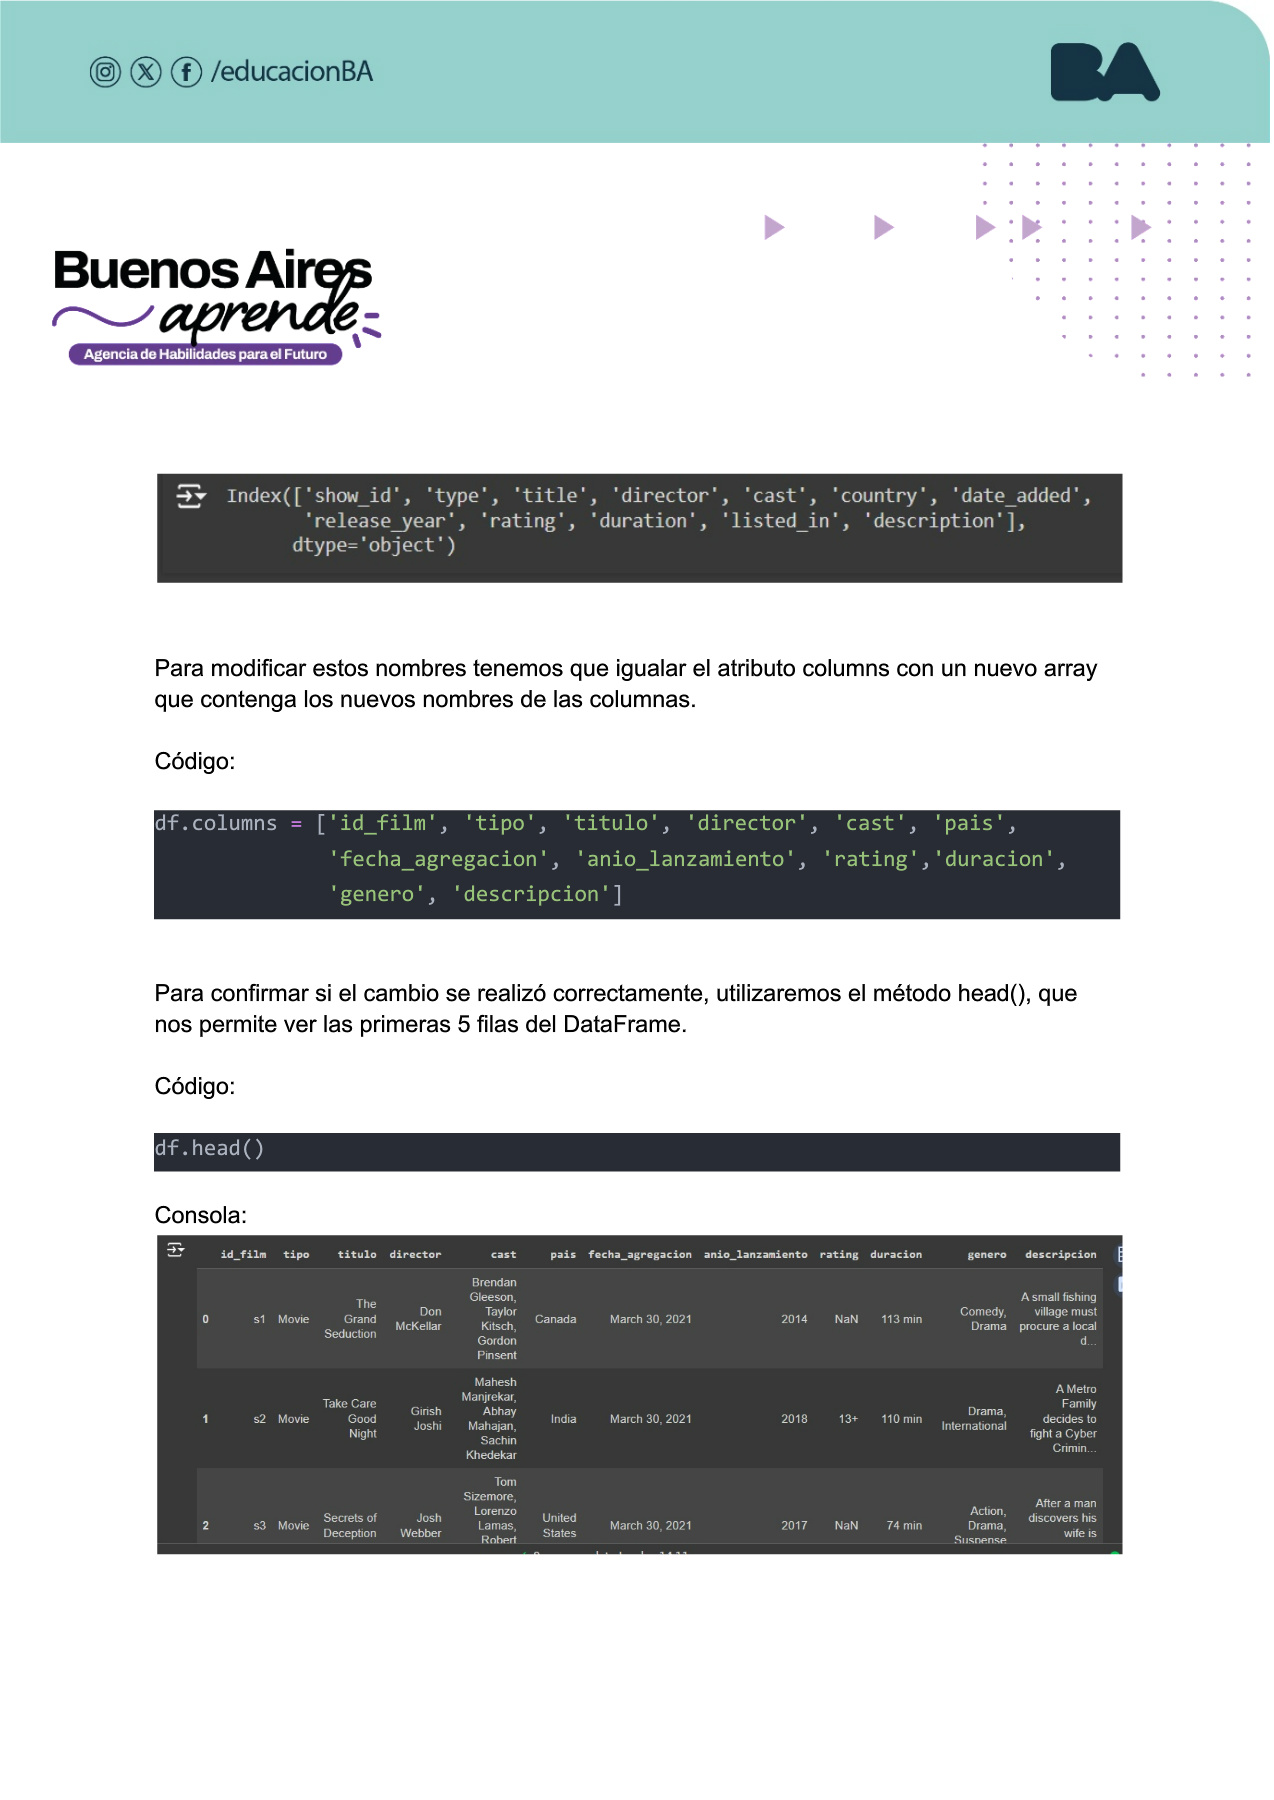 /educacionBA
BA
Buenos Aires
aprende
Agencia de Habilidades para el Futuro
Index(['show_id', 'type', 'title', 'director', 'cast', 'country', 'date_added',
'release_year', 'rating', 'duration', 'listed_in', 'description'],
dtype='object')
Para modificar estos nombres tenemos que igualar el atributo columns con un nuevo array
que contenga los nuevos nombres de las columnas.
Código:
df.columns = ['id_film', 'tipo', 'titulo', 'director', 'cast', 'pais',
'fecha_agregacion', 'anio_lanzamiento', 'rating','duracion',
'genero', 'descripcion']
Para confirmar si el cambio se realizó correctamente, utilizaremos el método head(), que
nos permite ver las primeras 5 filas del DataFrame.
Código:
df.head()
Consola:
id_film tipo titulo director cast pais fecha_agregacion anio_lanzamiento rating duracion genero descripcion
0 s1 Movie The Grand Seduction Don McKellar Brendan Gleeson, Taylor Kitsch, Gordon Pinsent Canada March 30, 2021 2014 NaN 113 min Comedy, Drama A small fishing village must procure a local d...
1 s2 Movie Take Care Good Night Girish Joshi Mahesh Manjrekar, Abhay Mahajan, Sachin Khedekar India March 30, 2021 2018 13+ 110 min Drama, International A Metro Family decides to fight a Cyber Crimin...
2 s3 Movie Secrets of Deception Josh Webber Tom Sizemore, Lorenzo Lamas, Robert United States March 30, 2021 2017 NaN 74 min Action, Drama, Suspense After a man discovers his wife is